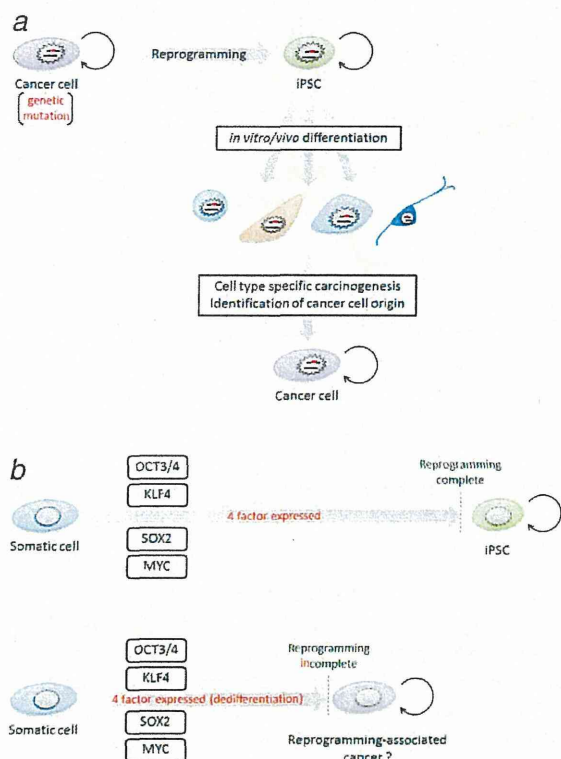 a
Reprogramming
Cancer cell
iPSC
genetic
mutation
in vitro/vivo differentiation
Cell type specific carcinogenesis
Identification of cancer cell origin
Cancer cell
b
OCT3/4
KLF4
Reprogramming
complete
4 factor expressed
Somatic cell
SOX2
MYC
iPSC
OCT3/4
KLF4
Reprogramming
incomplete
4 factor expressed (dedifferentiation)
Somatic cell
SOX2
MYC
Reprogramming-associated
cancer ?